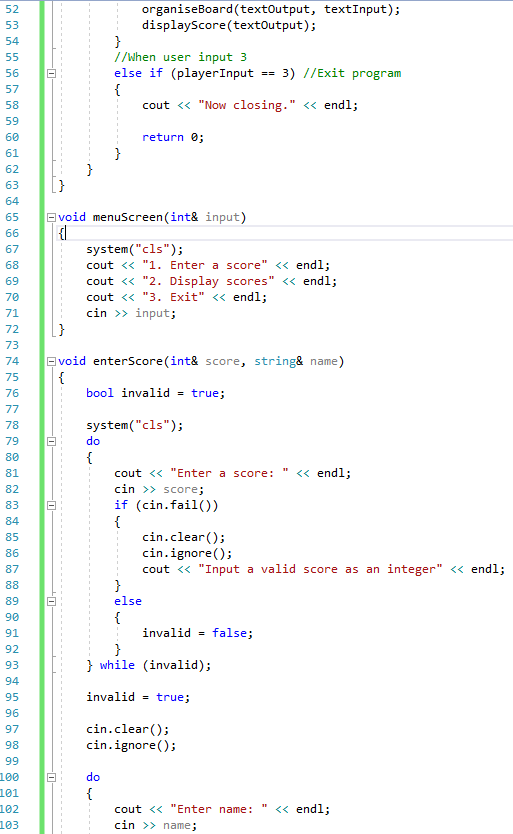 52 organiseBoard(textOutput, textInput);
53 displayScore(textOutput);
54 }
55 //When user input 3
56 else if (playerInput == 3) //Exit program
57 {
58 cout << "Now closing." << endl;
59
60 return 0;
61 }
62 }
63 }
64
65 void menuScreen(int& input)
66 {
67 system("cls");
68 cout << "1. Enter a score" << endl;
69 cout << "2. Display scores" << endl;
70 cout << "3. Exit" << endl;
71 cin >> input;
72 }
73
74 void enterScore(int& score, string& name)
75 {
76 bool invalid = true;
77
78 system("cls");
79 do
80 {
81 cout << "Enter a score: " << endl;
82 cin >> score;
83 if (cin.fail())
84 {
85 cin.clear();
86 cin.ignore();
87 cout << "Input a valid score as an integer" << endl;
88 }
89 else
90 {
91 invalid = false;
92 }
93 } while (invalid);
94
95 invalid = true;
96
97 cin.clear();
98 cin.ignore();
99
100 do
101 {
102 cout << "Enter name: " << endl;
103 cin >> name;